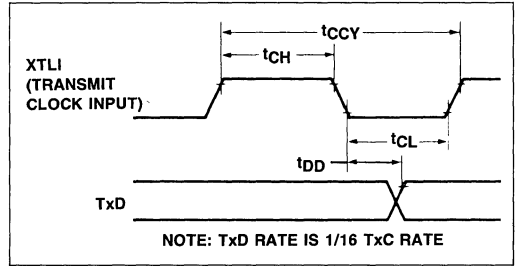 tCCY
tCH
XTLI
(TRANSMIT
CLOCK INPUT)
tCL
tDD
TxD
NOTE: TxD RATE IS 1/16 TxC RATE